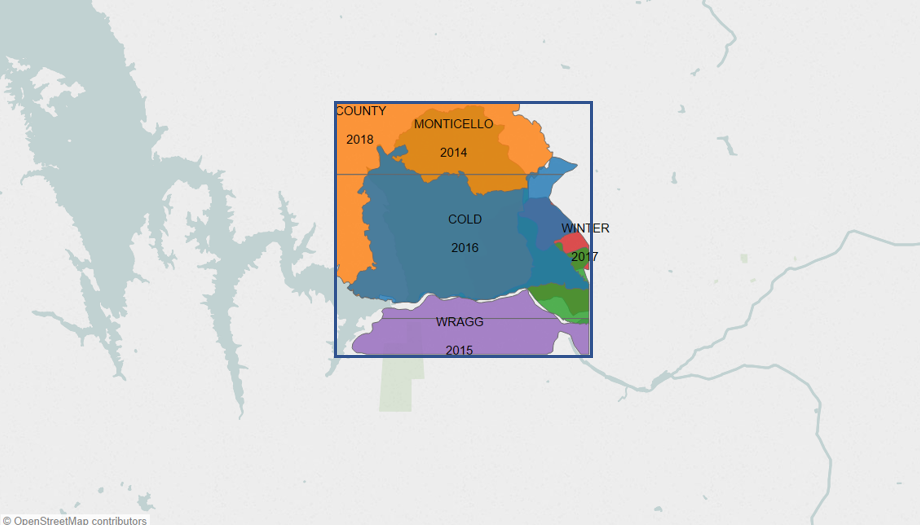 COUNTY
2018
MONTICELLO
2014
COLD
2016
WINTER
2017
WRAGG
2015
© OpenStreetMap contributors